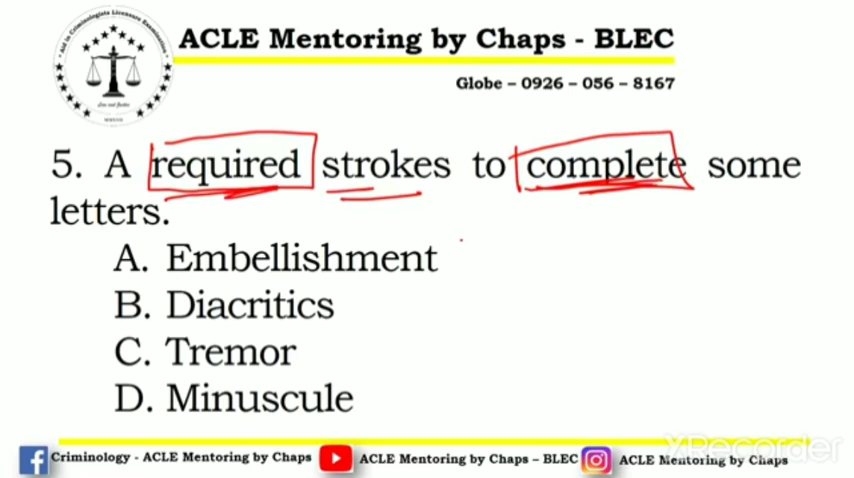 ACLE Mentoring by Chaps - BLEC
Globe – 0926 – 056 – 8167
5. A required strokes to complete some
letters.
A. Embellishment
B. Diacritics
C. Tremor
D. Minuscule
XRecorder
Criminology - ACLE Mentoring by Chaps
ACLE Mentoring by Chaps – BLEC
ACLE Mentoring by Chaps